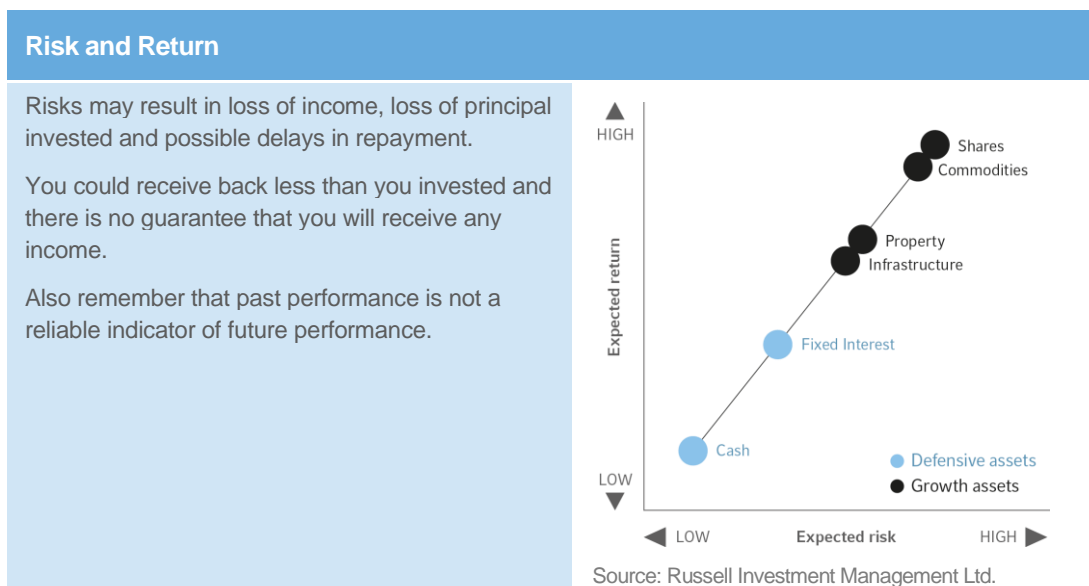 Risk and Return
Risks may result in loss of income, loss of principal
invested and possible delays in repayment.
You could receive back less than you invested and
there is no guarantee that you will receive any
income.
Also remember that past performance is not a
reliable indicator of future performance.
HIGH
Expected return
LOW
Shares
Commodities
Property
Infrastructure
Fixed Interest
Cash
Defensive assets
Growth assets
LOW Expected risk HIGH
Source: Russell Investment Management Ltd.